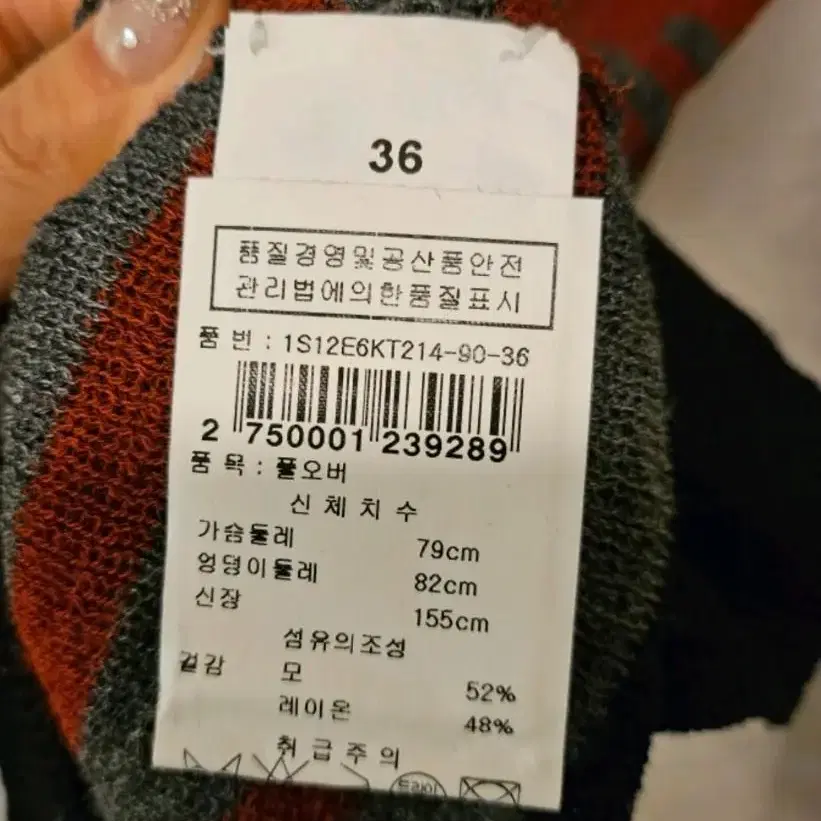 36
품질경영및공산품안전
관리법에의한품질표시
품 번 : 1S12E6KT214-90-36
2 750001 239289
품 목 : 풀오버
신 체 치 수
가슴둘레 79cm
엉덩이둘레 82cm
신장 155cm
섬유의조성
겉감 모 52%
레이온 48%
취 급 주 의
드라이